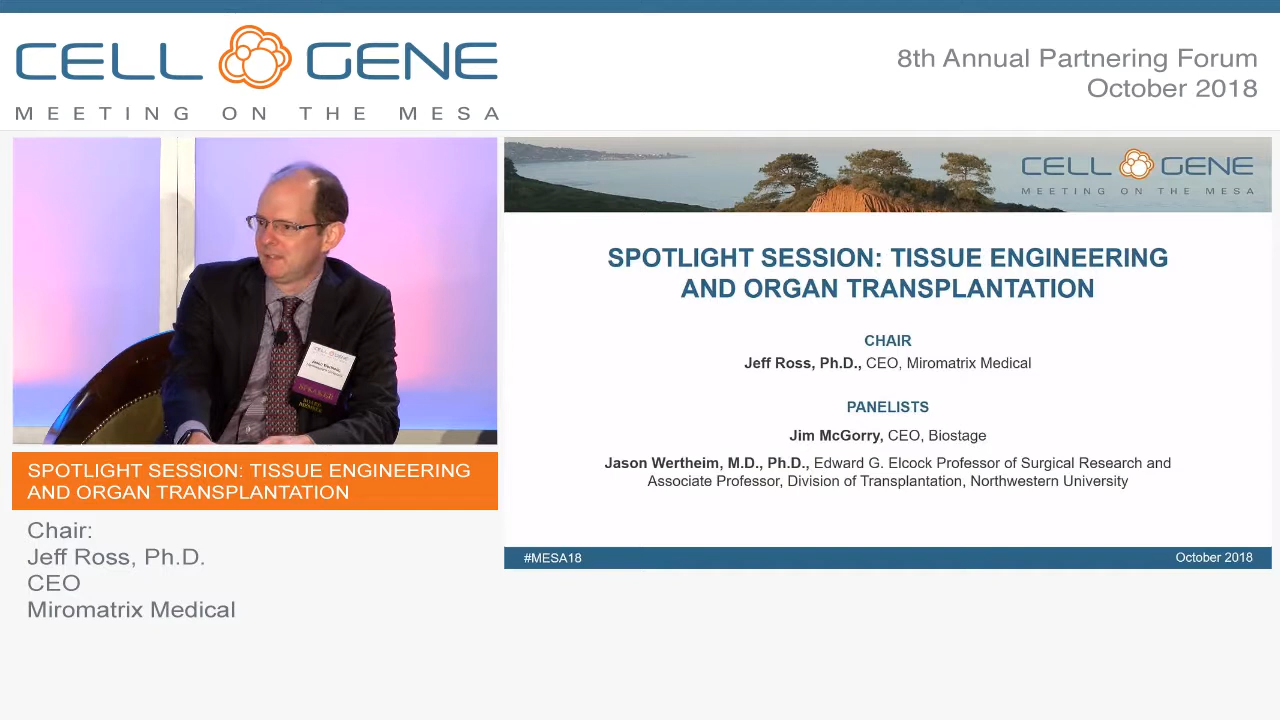 CELL GENE
MEETING ON THE MESA
8th Annual Partnering Forum
October 2018
CELL GENE
MEETING ON THE MESA
SPOTLIGHT SESSION: TISSUE ENGINEERING
AND ORGAN TRANSPLANTATION
CHAIR
Jeff Ross, Ph.D., CEO, Miromatrix Medical
PANELISTS
Jim McGorry, CEO, Biostage
Jason Wertheim, M.D., Ph.D., Edward G. Elcock Professor of Surgical Research and
Associate Professor, Division of Transplantation, Northwestern University
#MESA18
October 2018
CELL GENE
SPEAKER
SPOTLIGHT SESSION: TISSUE ENGINEERING
AND ORGAN TRANSPLANTATION
Chair:
Jeff Ross, Ph.D.
CEO
Miromatrix Medical